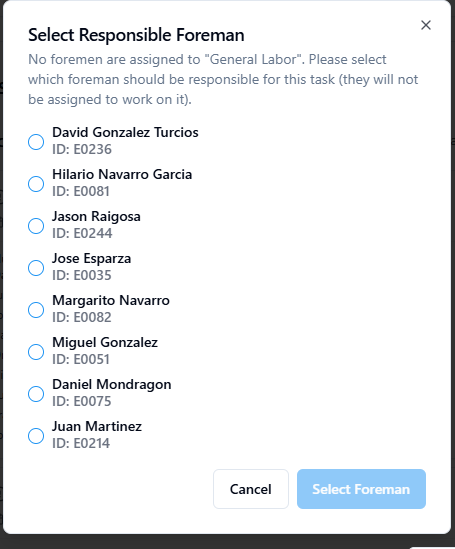 Select Responsible Foreman
No foremen are assigned to "General Labor". Please select
which foreman should be responsible for this task (they will not
be assigned to work on it).
David Gonzalez Turcios
ID: E0236
Hilario Navarro Garcia
ID: E0081
Jason Raigosa
ID: E0244
Jose Esparza
ID: E0035
Margarito Navarro
ID: E0082
Miguel Gonzalez
ID: E0051
Daniel Mondragon
ID: E0075
Juan Martinez
ID: E0214
Cancel
Select Foreman